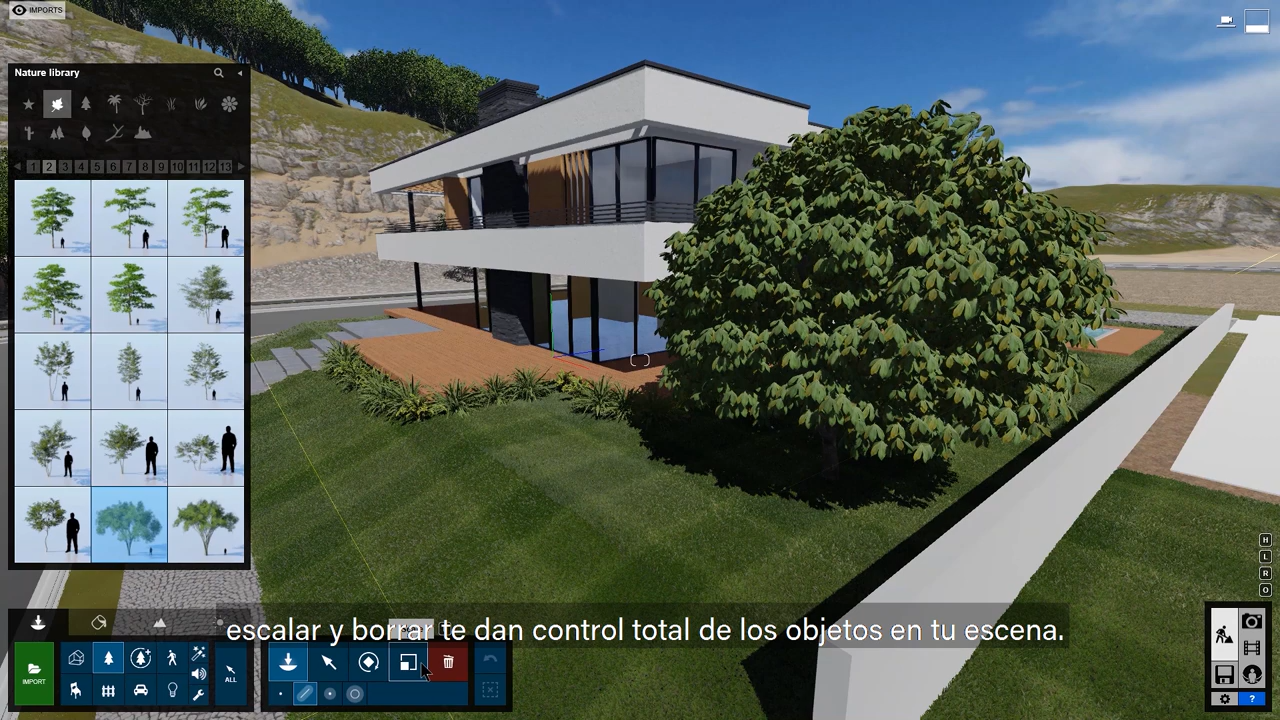 IMPORTS
Nature library
1 2 3 4 5 6 7 8 9 10 11 12 13
escalar y borrar te dan control total de los objetos en tu escena.
H
L
R
O
IMPORT
ALL
?